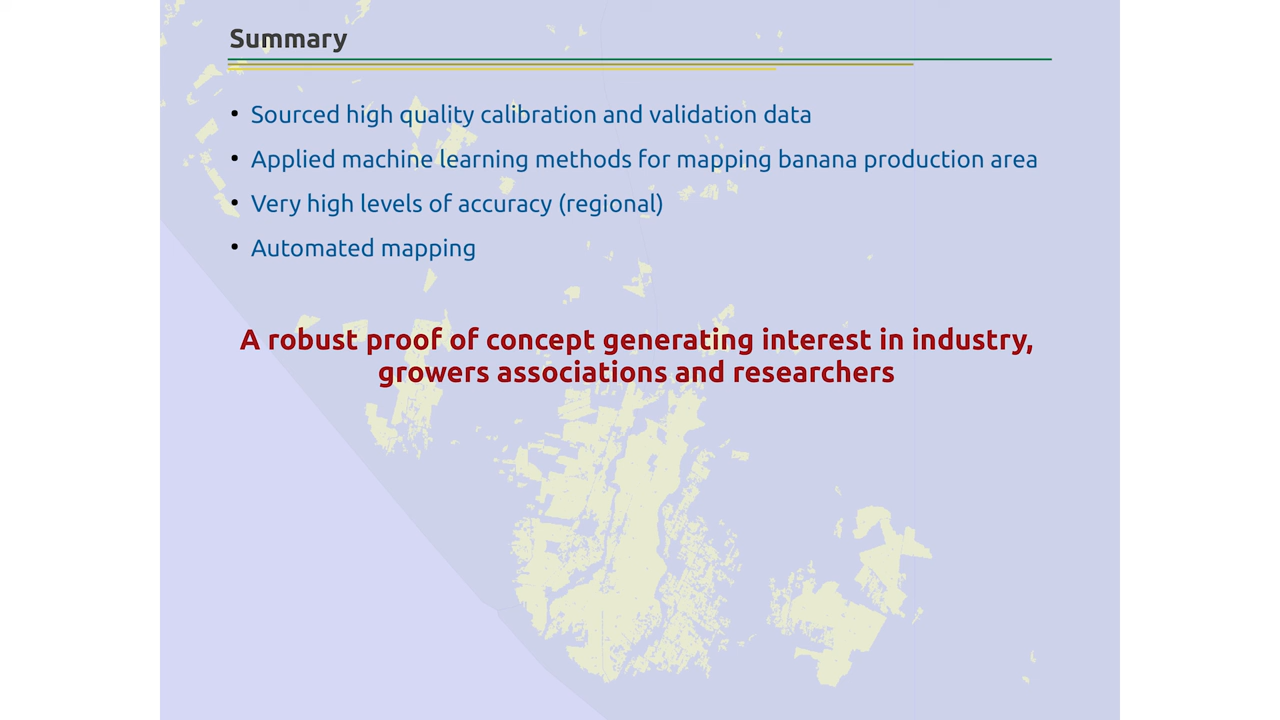 Summary
• Sourced high quality calibration and validation data
• Applied machine learning methods for mapping banana production area
• Very high levels of accuracy (regional)
• Automated mapping
A robust proof of concept generating interest in industry,
growers associations and researchers